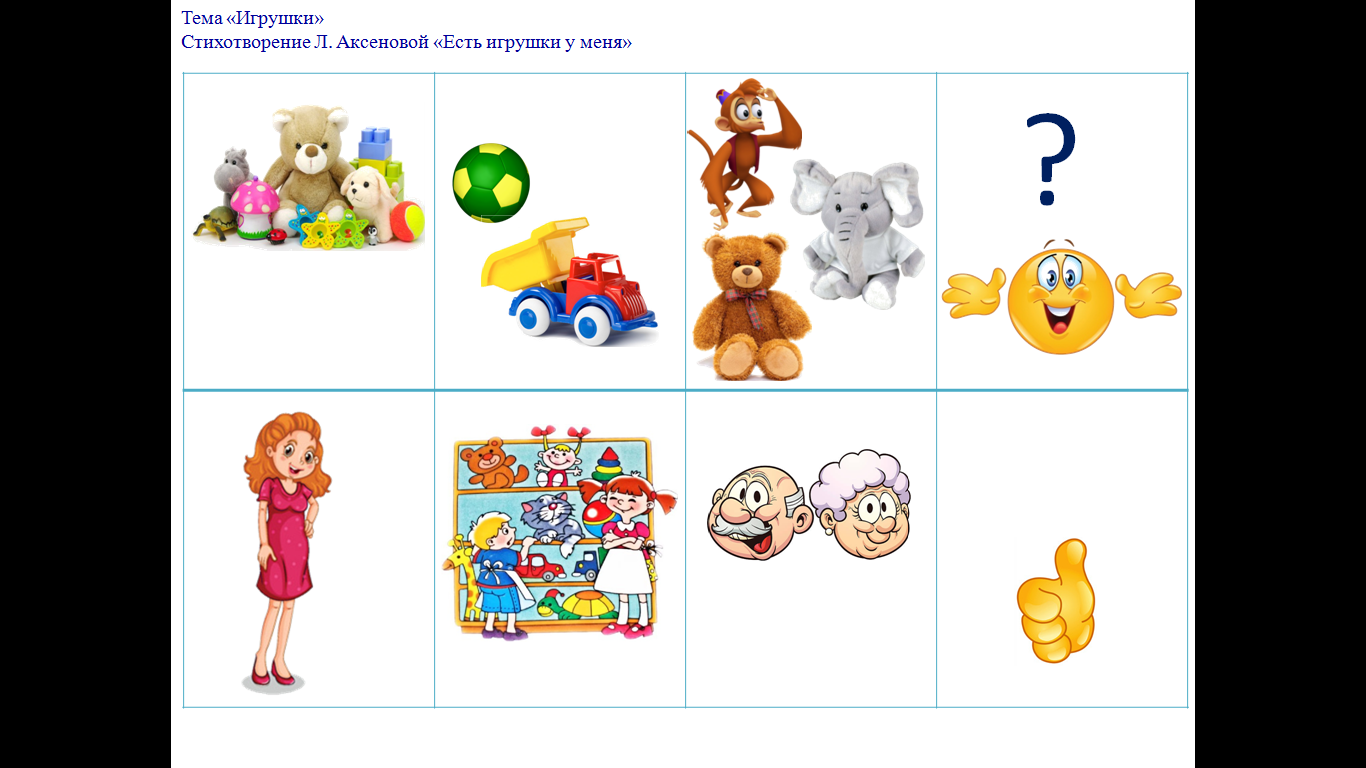 Тема «Игрушки»
Стихотворение Л. Аксеновой «Есть игрушки у меня»
?